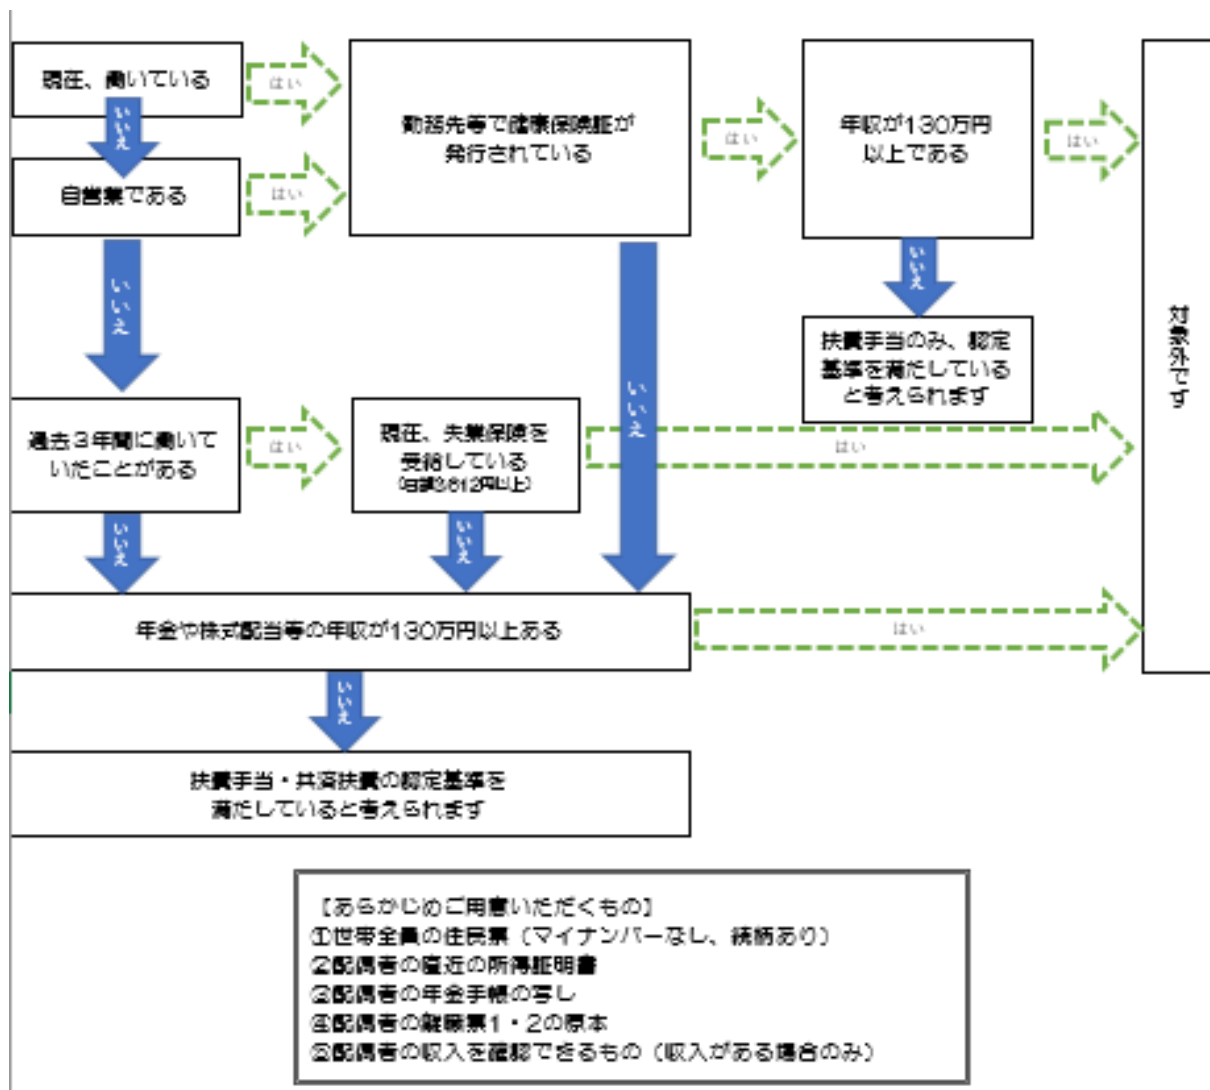 現在、働いている
はい
いいえ
自営業である
はい
いいえ
勤務先等で健康保険証が
発行されている
はい
いいえ
年収が130万円
以上である
はい
いいえ
扶養手当のみ、認定
基準を満たしている
と考えられます
対象外です
過去3年間に働いて
いたことがある
はい
いいえ
現在、失業保険を
受給している
(日額3,612円以上)
はい
いいえ
年金や株式配当等の年収が130万円以上ある
はい
いいえ
扶養手当・共済扶養の認定基準を
満たしていると考えられます
【あらかじめご用意いただくもの】
①世帯全員の住民票(マイナンバーなし、続柄あり)
②配偶者の直近の所得証明書
③配偶者の年金手帳の写し
④配偶者の離職票1・2の原本
⑤配偶者の収入を確認できるもの(収入がある場合のみ)